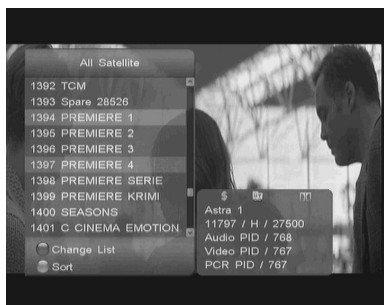 All Satellite
1392 TCM
1393 Spare 28526
1394 PREMIERE 1
1395 PREMIERE 2
1396 PREMIERE 3
1397 PREMIERE 4
1398 PREMIERE SERIE
1399 PREMIERE KRIMI
1400 SEASONS
1401 C CINEMA EMOTION
Change List
Sort
$
Astra 1
11797 / H / 27500
Audio PID / 768
Video PID / 767
PCR PID / 767